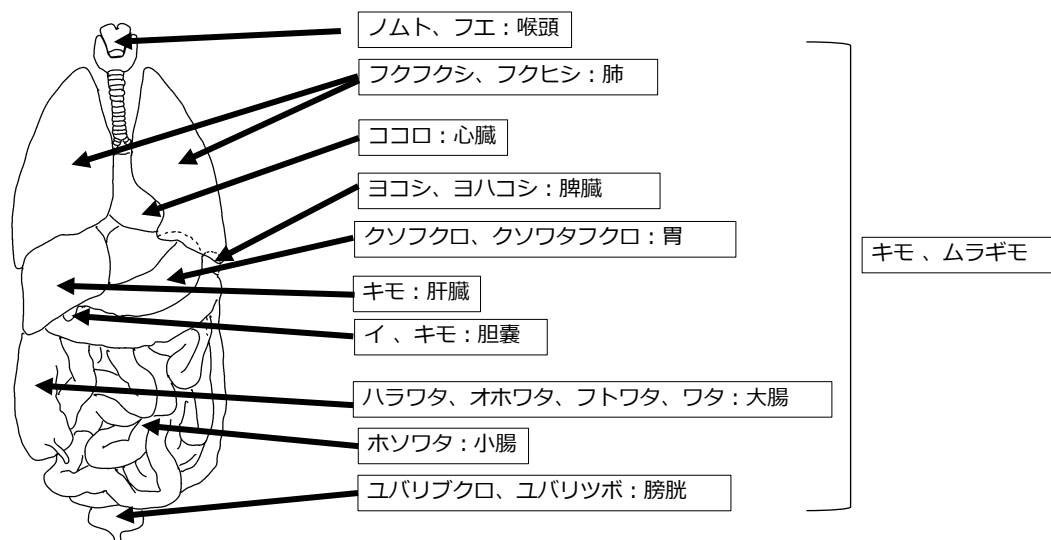 ノムト、フエ：喉頭
フクフクシ、フクヒシ：肺
ココロ：心臓
ヨコシ、ヨハコシ：脾臓
クソフクロ、クソワタフクロ：胃
キモ：肝臓
イ 、キモ：胆嚢
ハラワタ、オホワタ、フトワタ、ワタ：大腸
ホソワタ：小腸
ユバリブクロ、ユバリツボ：膀胱
キモ 、ムラギモ